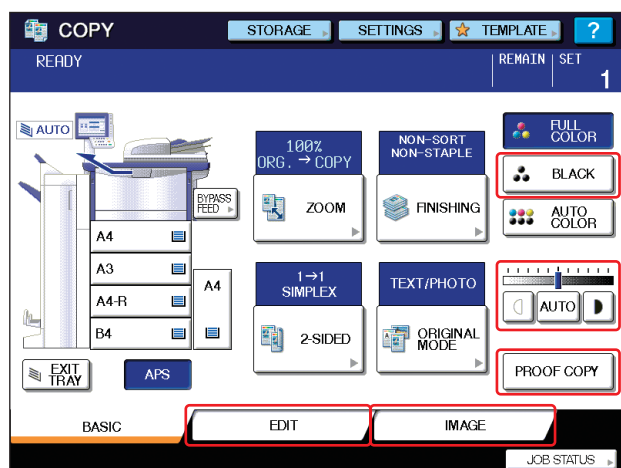 COPY
STORAGE
SETTINGS
TEMPLATE
?
READY
REMAIN
SET
1
AUTO
BYPASS
FEED
A4
A3
A4-R
B4
A4
EXIT
TRAY
APS
100%
ORG. → COPY
ZOOM
NON-SORT
NON-STAPLE
FINISHING
1→1
SIMPLEX
2-SIDED
TEXT/PHOTO
ORIGINAL
MODE
FULL
COLOR
BLACK
AUTO
COLOR
AUTO
PROOF COPY
BASIC
EDIT
IMAGE
JOB STATUS